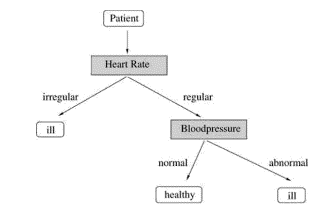 Patient
Heart Rate
irregular
regular
ill
Bloodpressure
normal
abnormal
healthy
ill